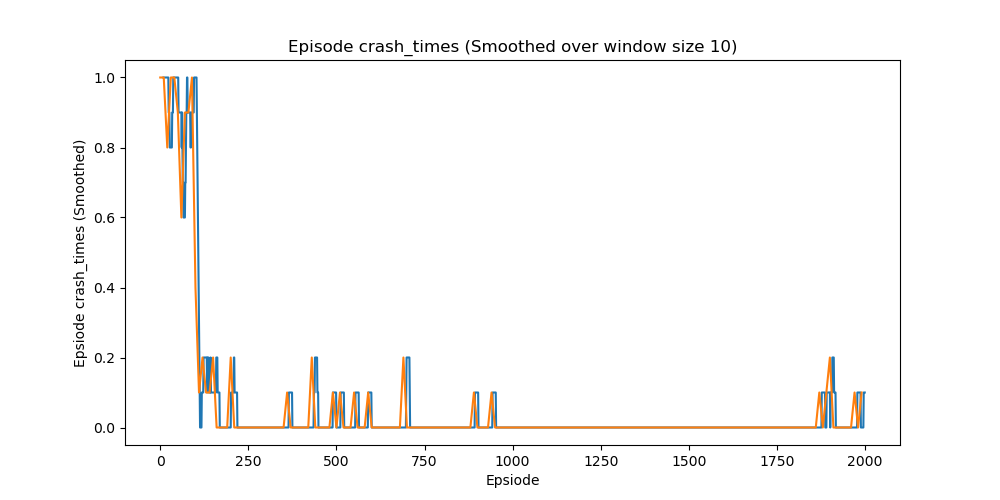 Episode crash_times (Smoothed over window size 10)
1.0
0.8
0.6
0.4
0.2
0.0
Epsiode crash_times (Smoothed)
0 250 500 750 1000 1250 1500 1750 2000
Epsiode